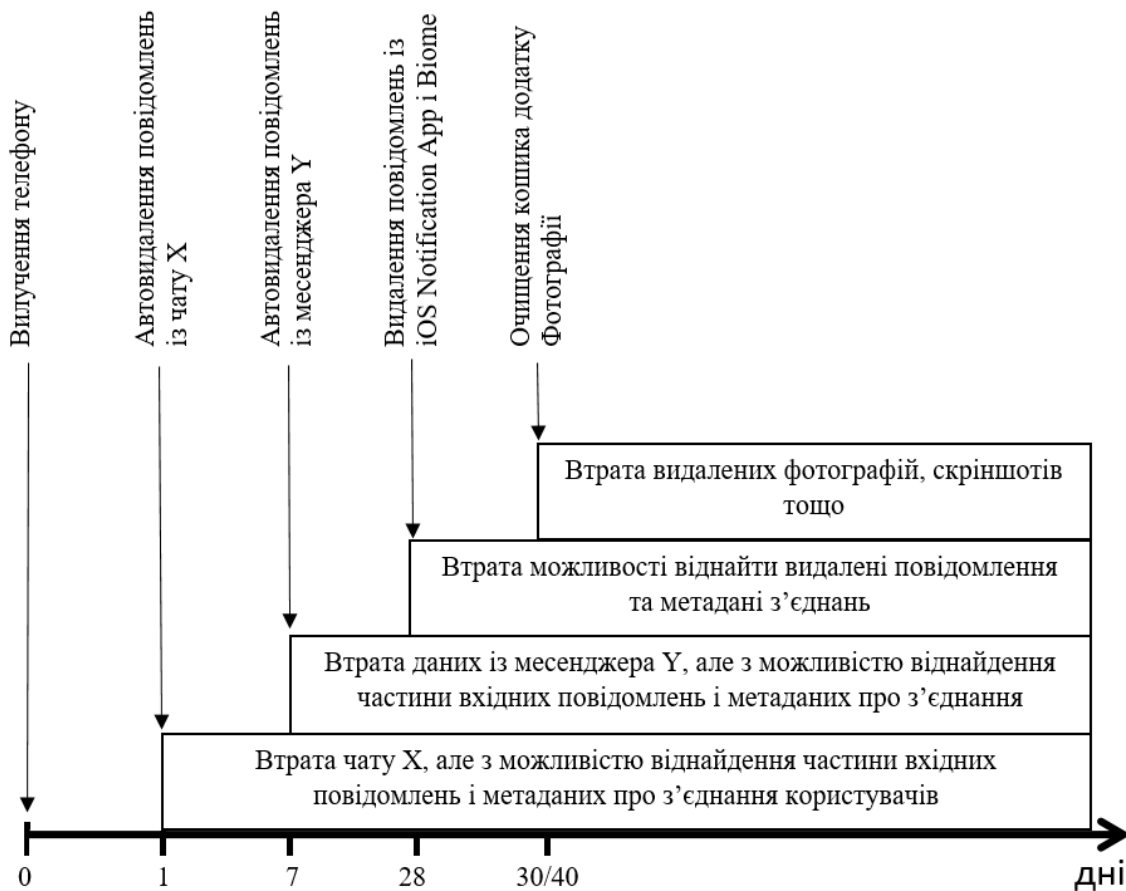 Вилучення телефону
Автовидалення повідомлень
із чату X
Автовидалення повідомлень
із месенджера Y
Видалення повідомлень із
iOS Notification App і Biome
Очищення кошика додатку
Фотографії
Втрата видалених фотографій, скріншотів
тощо
Втрата можливості віднайти видалені повідомлення
та метадані з’єднань
Втрата даних із месенджера Y, але з можливістю віднайдення
частини вхідних повідомлень і метаданих про з’єднання
Втрата чату X, але з можливістю віднайдення частини вхідних
повідомлень і метаданих про з’єднання користувачів
0 1 7 28 30/40 дні